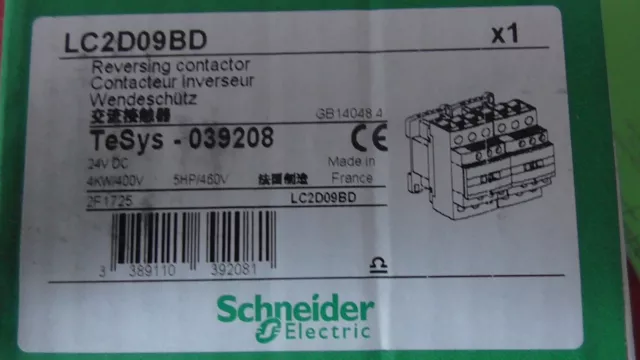 LC2D09BD x1
Reversing contactor
Contacteur inverseur
Wendeschütz
交流接触器 GB14048.4
TeSys - 039208 CE
24V DC Made in
4KW/400V 5HP/460V 法国制造 France
2F1725 LC2D09BD
3 389110 392081
Schneider
Electric